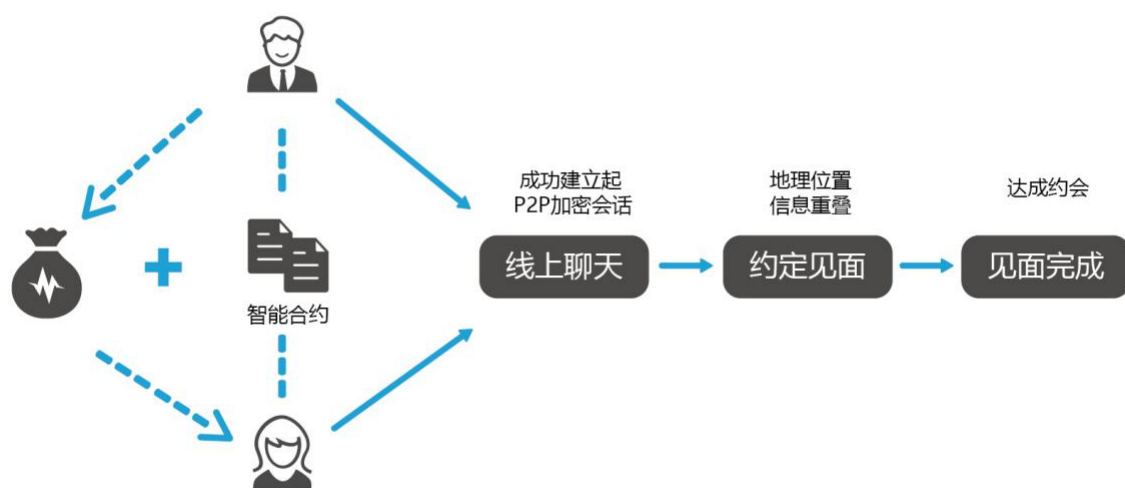 成功建立起
P2P加密会话
地理位置
信息重叠
达成约会
线上聊天
约定见面
见面完成
智能合约